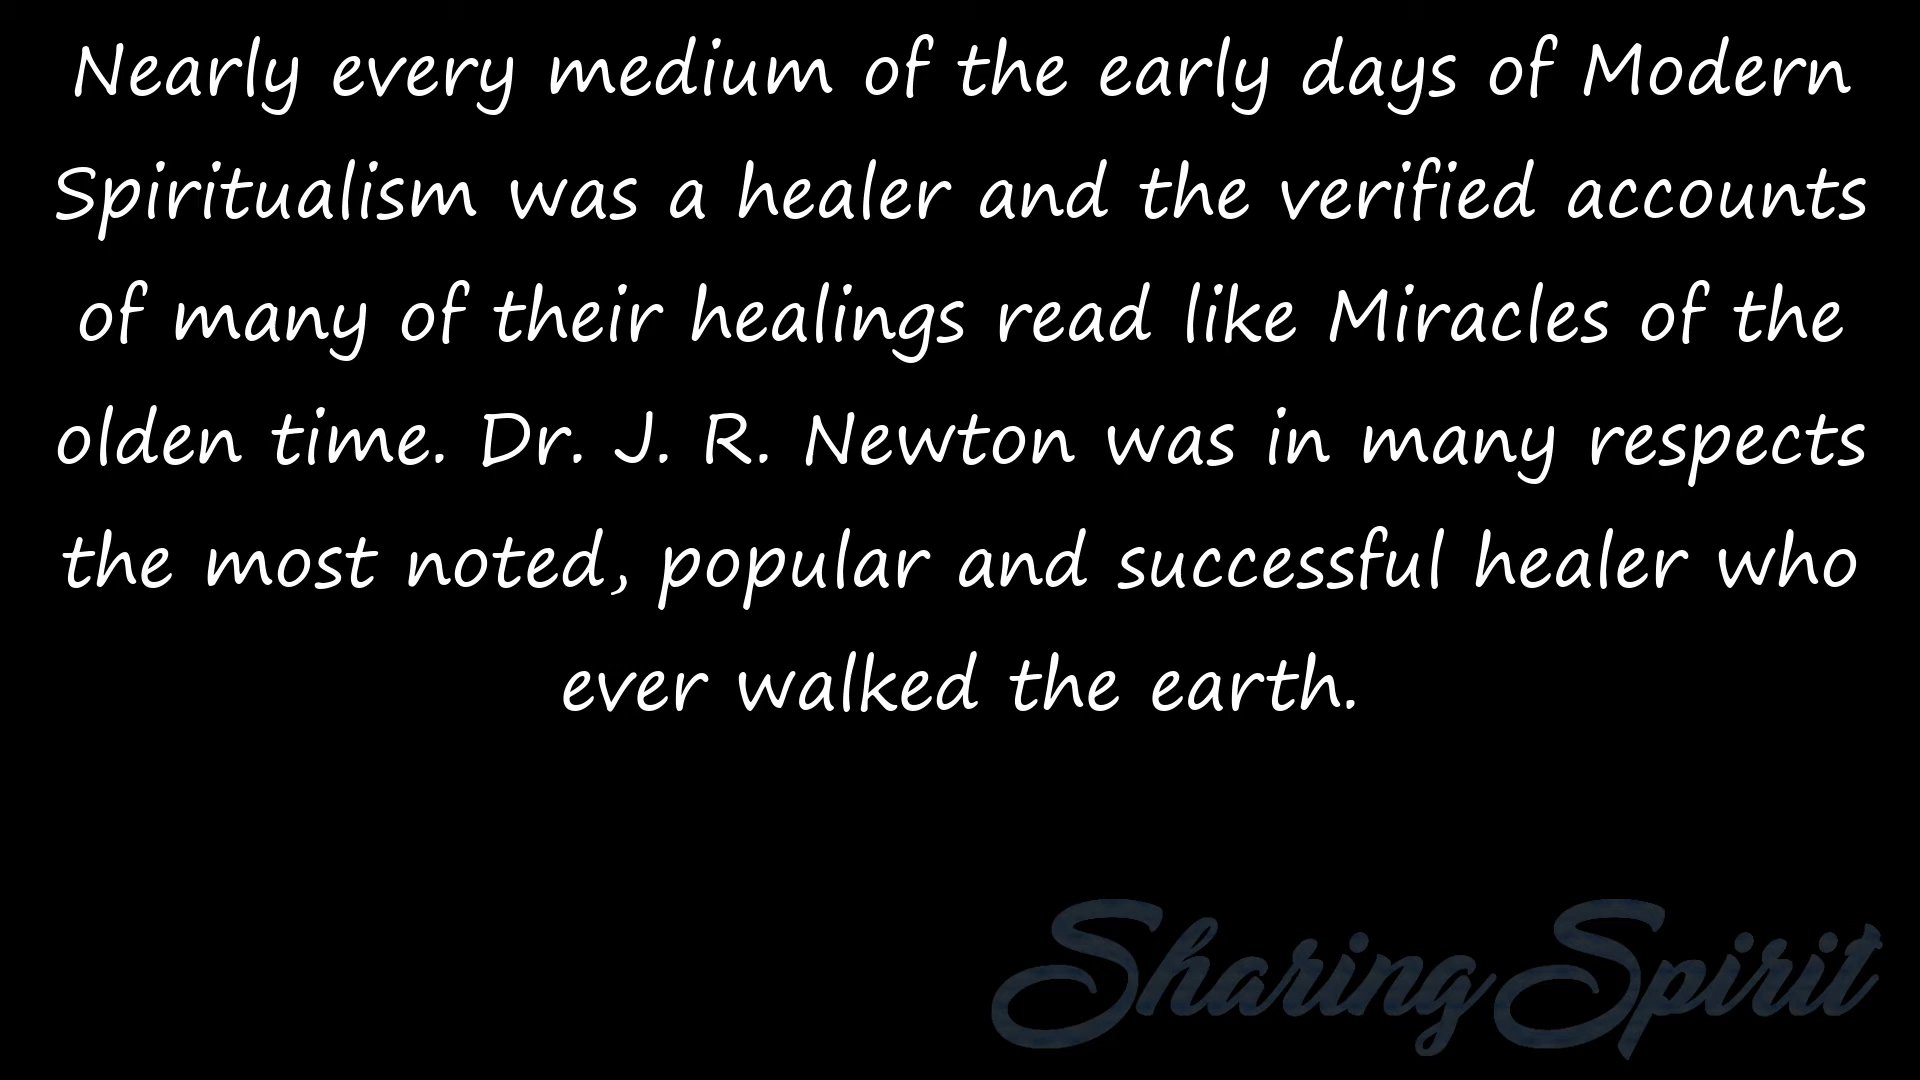 Nearly every medium of the early days of Modern
Spiritualism was a healer and the verified accounts
of many of their healings read like Miracles of the
olden time. Dr. J. R. Newton was in many respects
the most noted, popular and successful healer who
ever walked the earth.
Sharing Spirit